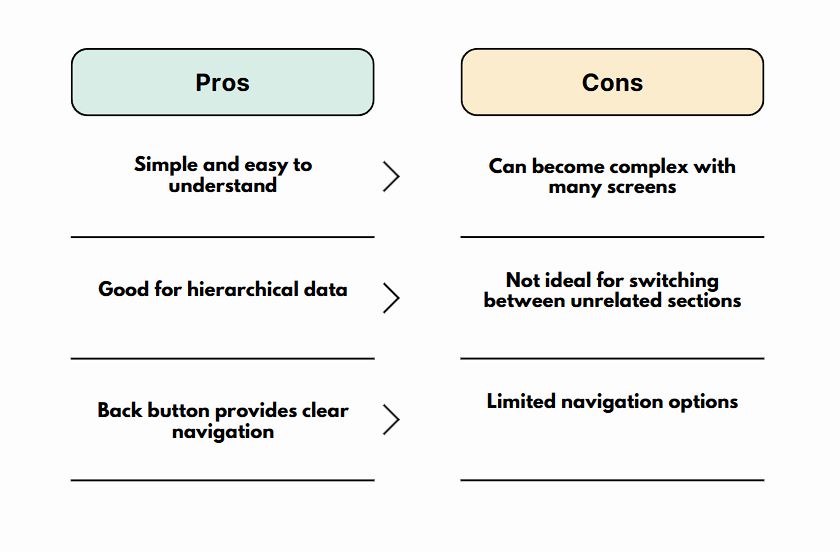 Pros
Cons
Simple and easy to
understand
Can become complex with
many screens
Good for hierarchical data
Not ideal for switching
between unrelated sections
Back button provides clear
navigation
Limited navigation options